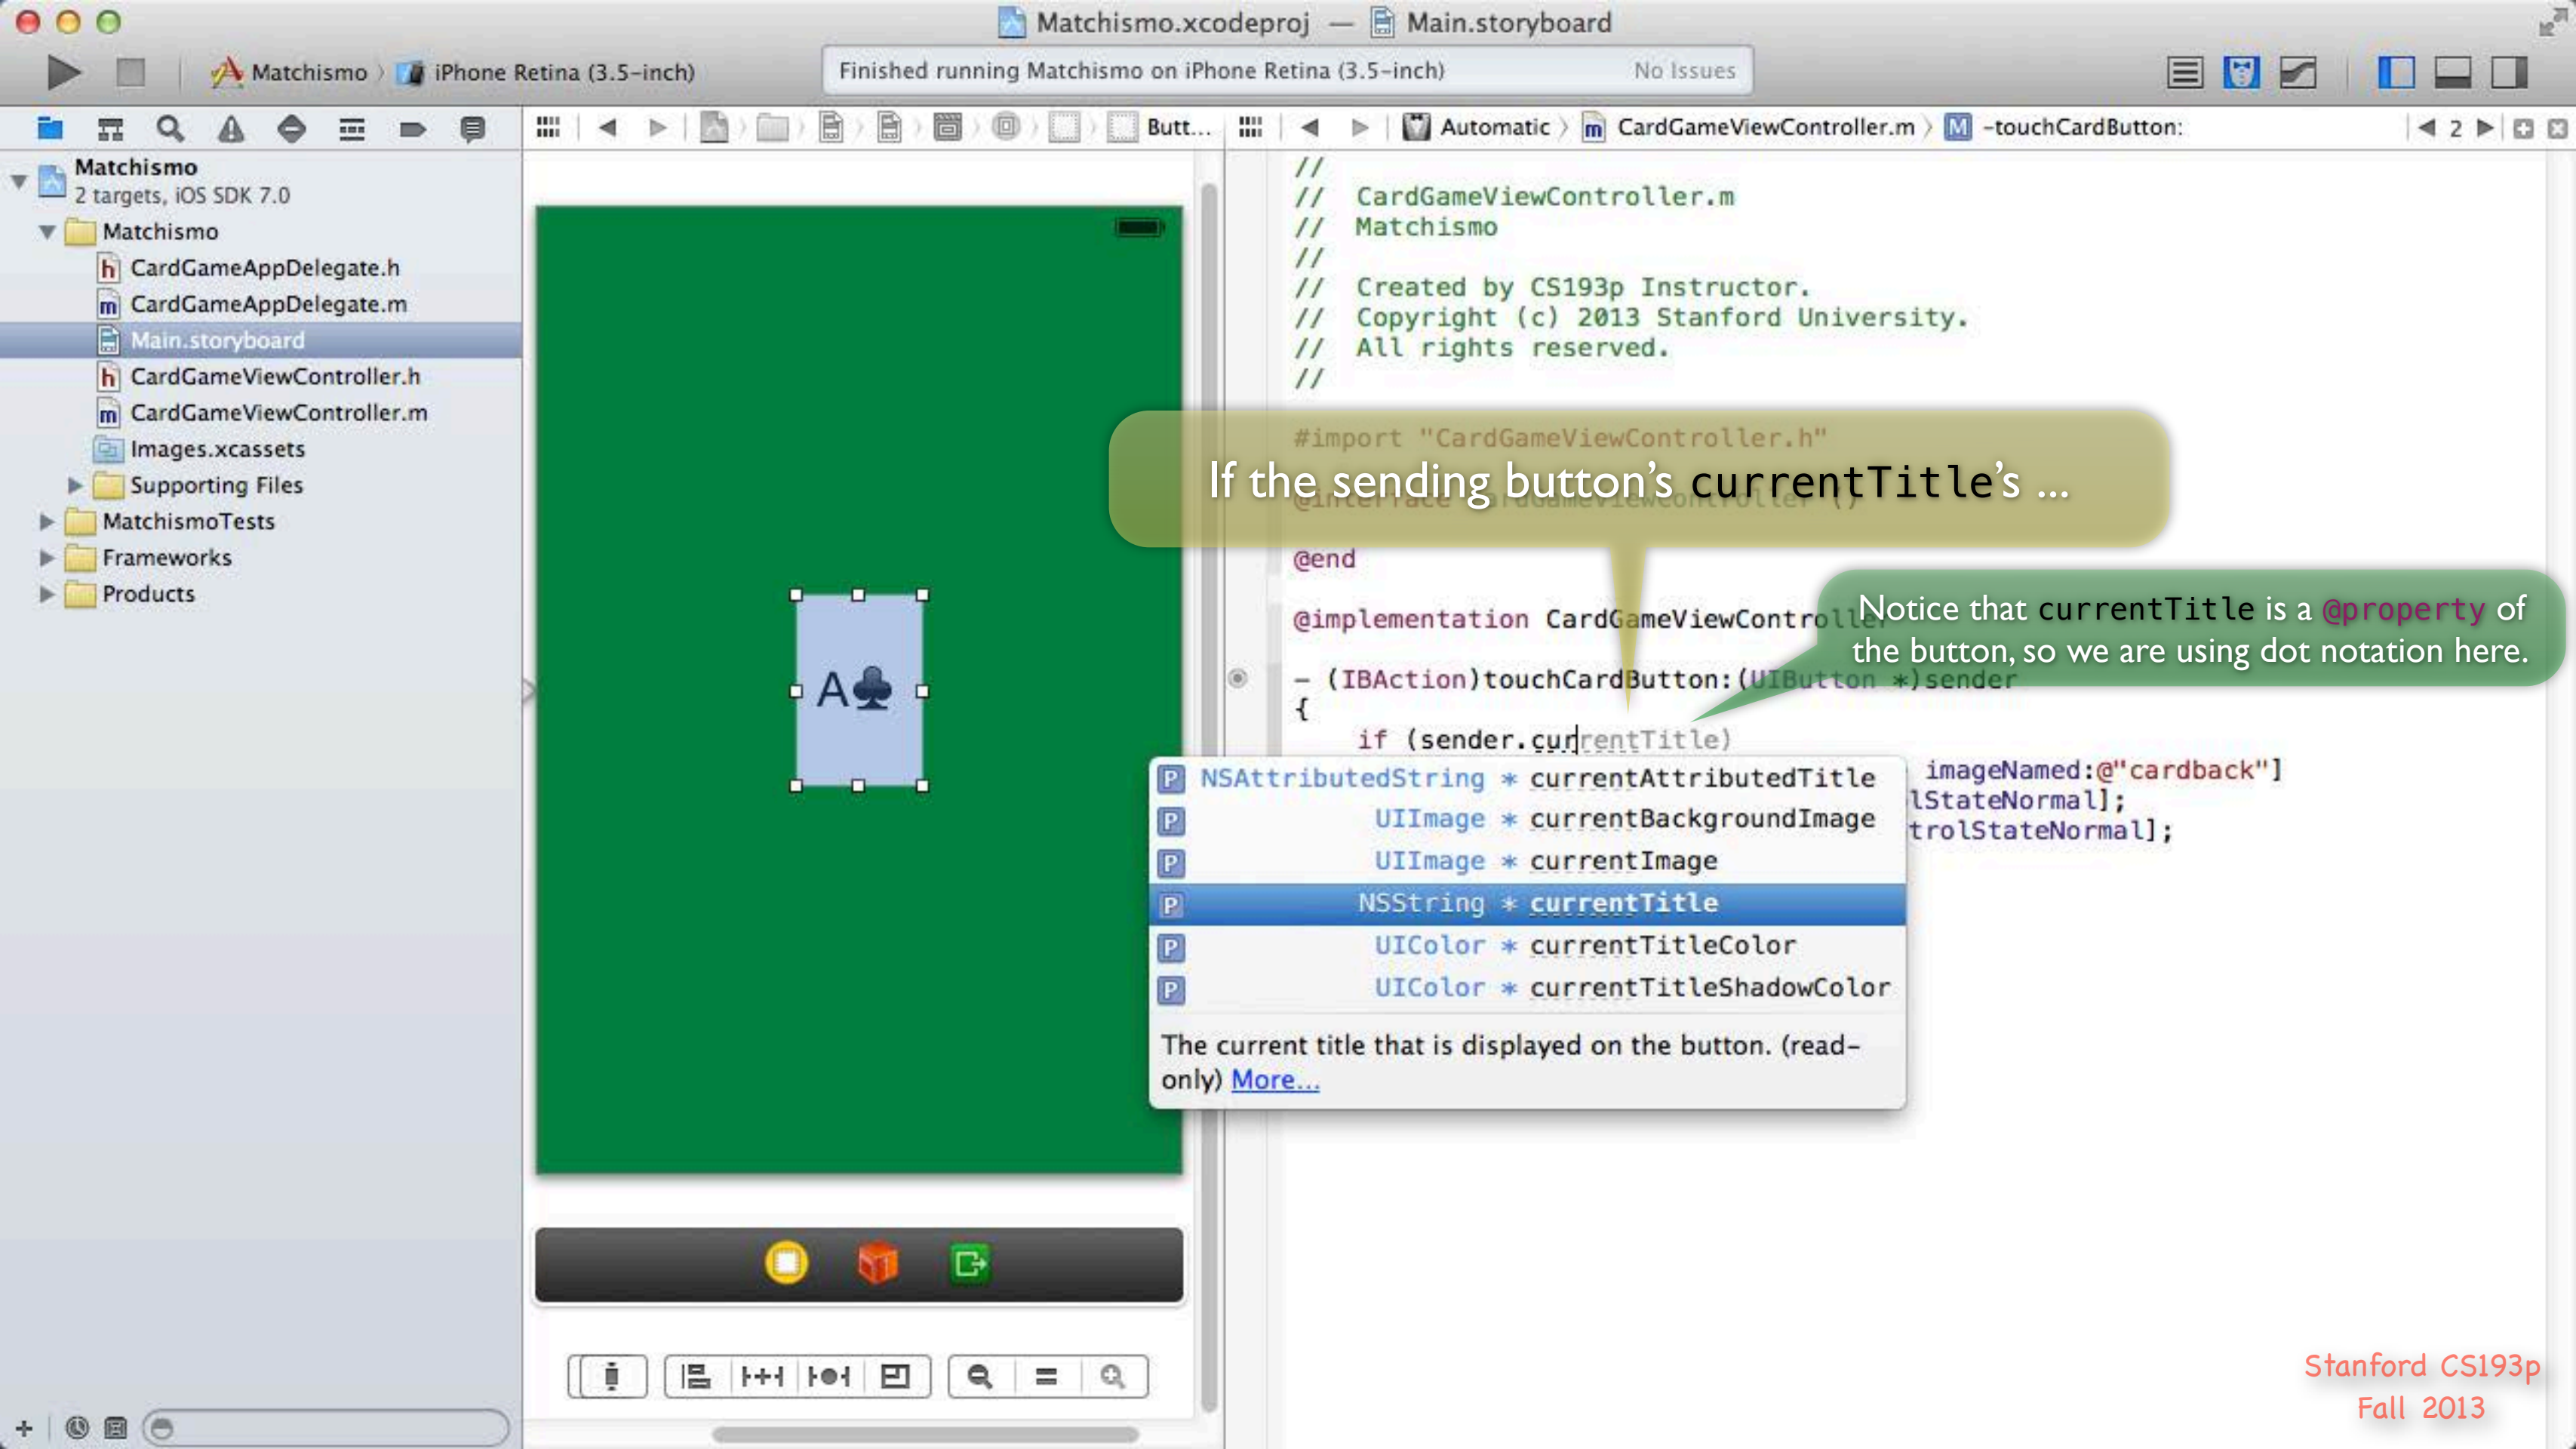 Matchismo.xcodeproj — Main.storyboard
Matchismo iPhone Retina (3.5-inch)
Finished running Matchismo on iPhone Retina (3.5-inch) No Issues
Butt...
Automatic CardGameViewController.m M -touchCardButton:
2
Matchismo
2 targets, iOS SDK 7.0
Matchismo
h CardGameAppDelegate.h
m CardGameAppDelegate.m
Main.storyboard
h CardGameViewController.h
m CardGameViewController.m
Images.xcassets
Supporting Files
MatchismoTests
Frameworks
Products
A♣
//
// CardGameViewController.m
// Matchismo
//
// Created by CS193p Instructor.
// Copyright (c) 2013 Stanford University.
// All rights reserved.
//
#import "CardGameViewController.h"
If the sending button's currentTitle's ...
@interface CardGameViewController ()
@end
@implementation CardGameViewController
Notice that currentTitle is a @property of
the button, so we are using dot notation here.
- (IBAction)touchCardButton:(UIButton *)sender
{
if (sender.currentTitle)
imageNamed:@"cardback"]
lStateNormal];
trolStateNormal];
P NSAttributedString * currentAttributedTitle
P UIImage * currentBackgroundImage
P UIImage * currentImage
P NSString * currentTitle
P UIColor * currentTitleColor
P UIColor * currentTitleShadowColor
The current title that is displayed on the button. (read-
only) More...
Stanford CS193p
Fall 2013